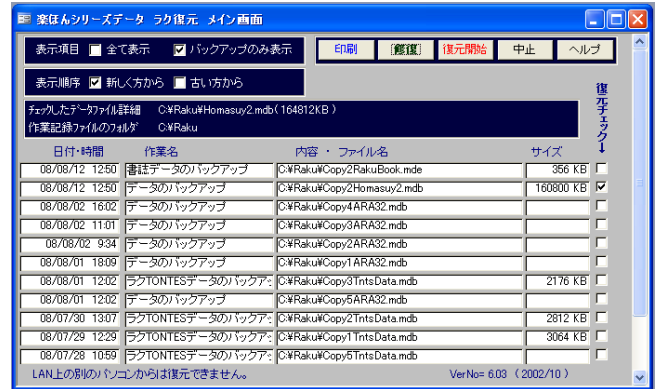 楽ほんシリーズデータ ラク復元 メイン画面
表示項目 全て表示 バックアップのみ表示 印刷 [修復] 復元開始 中止 ヘルプ
表示順序 新しく方から 古い方から
復元チェック↓
チェックしたデータファイル詳細 C:¥Raku¥Homasuy2.mdb( 164812KB )
作業記録ファイルのフォルダ C:¥Raku
日付・時間 作業名 内容 ・ ファイル名 サイズ
08/08/12 12:50 書誌データのバックアップ C:¥Raku¥Copy2RakuBook.mde 356 KB
08/08/12 12:50 データのバックアップ C:¥Raku¥Copy2Homasuy2.mdb 160800 KB
08/08/02 16:02 データのバックアップ C:¥Raku¥Copy4ARA32.mdb
08/08/02 11:01 データのバックアップ C:¥Raku¥Copy3ARA32.mdb
08/08/02 9:34 データのバックアップ C:¥Raku¥Copy2ARA32.mdb
08/08/01 18:09 データのバックアップ C:¥Raku¥Copy1ARA32.mdb
08/08/01 12:02 ラクTONTESデータのバックア C:¥Raku¥Copy3TntsData.mdb 2176 KB
08/08/01 12:02 データのバックアップ C:¥Raku¥Copy5ARA32.mdb
08/07/30 13:07 ラクTONTESデータのバックア C:¥Raku¥Copy2TntsData.mdb 2812 KB
08/07/29 12:29 ラクTONTESデータのバックア C:¥Raku¥Copy1TntsData.mdb 3064 KB
08/07/28 10:59 ラクTONTESデータのバックア C:¥Raku¥Copy5TntsData.mdb
LAN上の別のパソコンからは復元できません。 VerNo= 6.03 （2002/10 ）